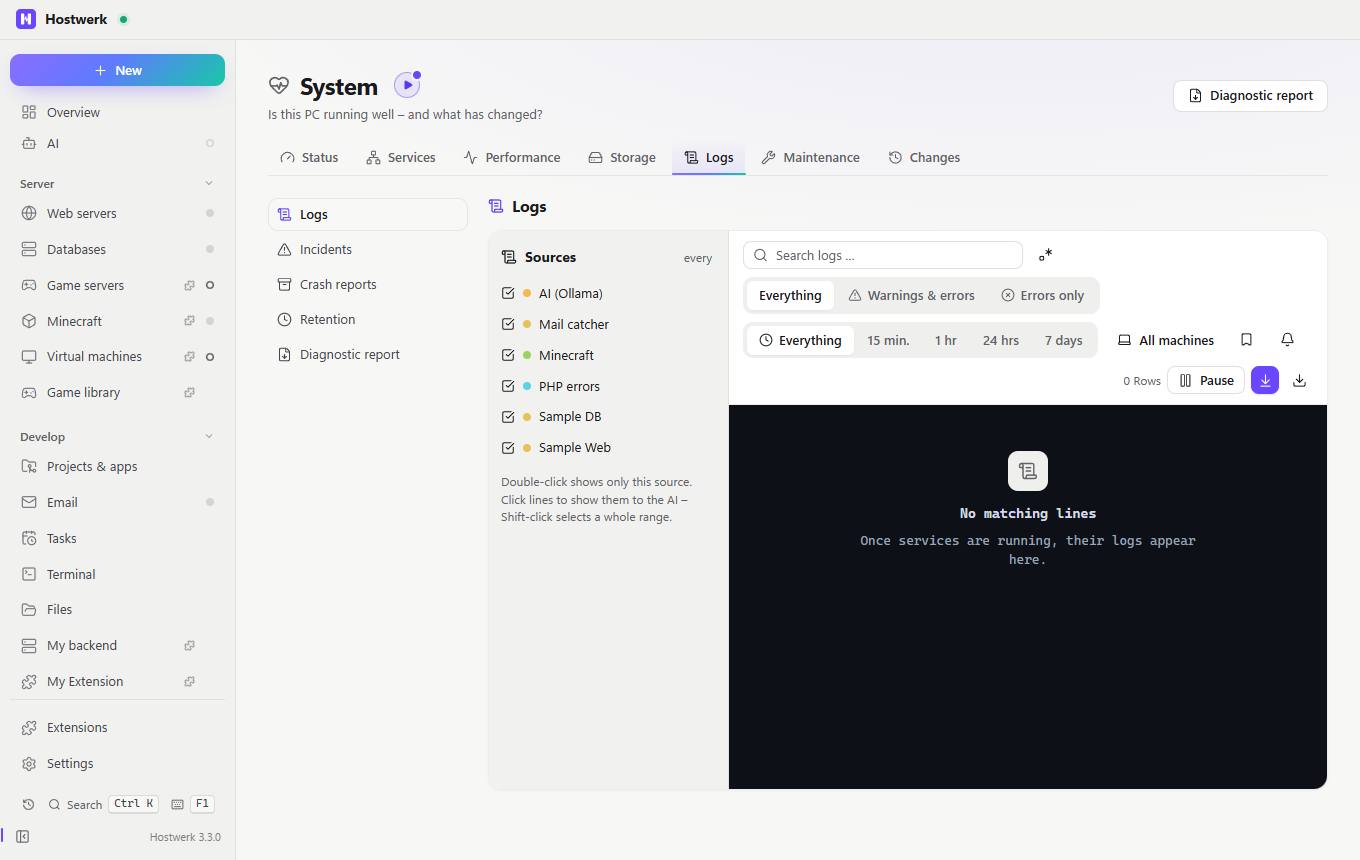 Hostwerk
New
Overview
AI
Server
Web servers
Databases
Game servers
Minecraft
Virtual machines
Game library
Develop
Projects & apps
Email
Tasks
Terminal
Files
My backend
My Extension
Extensions
Settings
Search Ctrl K F1
Hostwerk 3.3.0
System
Is this PC running well – and what has changed?
Diagnostic report
Status Services Performance Storage Logs Maintenance Changes
Logs
Incidents
Crash reports
Retention
Diagnostic report
Logs
Sources every
AI (Ollama)
Mail catcher
Minecraft
PHP errors
Sample DB
Sample Web
Double-click shows only this source.
Click lines to show them to the AI –
Shift-click selects a whole range.
Search logs ...
Everything Warnings & errors Errors only
Everything 15 min. 1 hr 24 hrs 7 days All machines
0 Rows Pause
No matching lines
Once services are running, their logs appear
here.